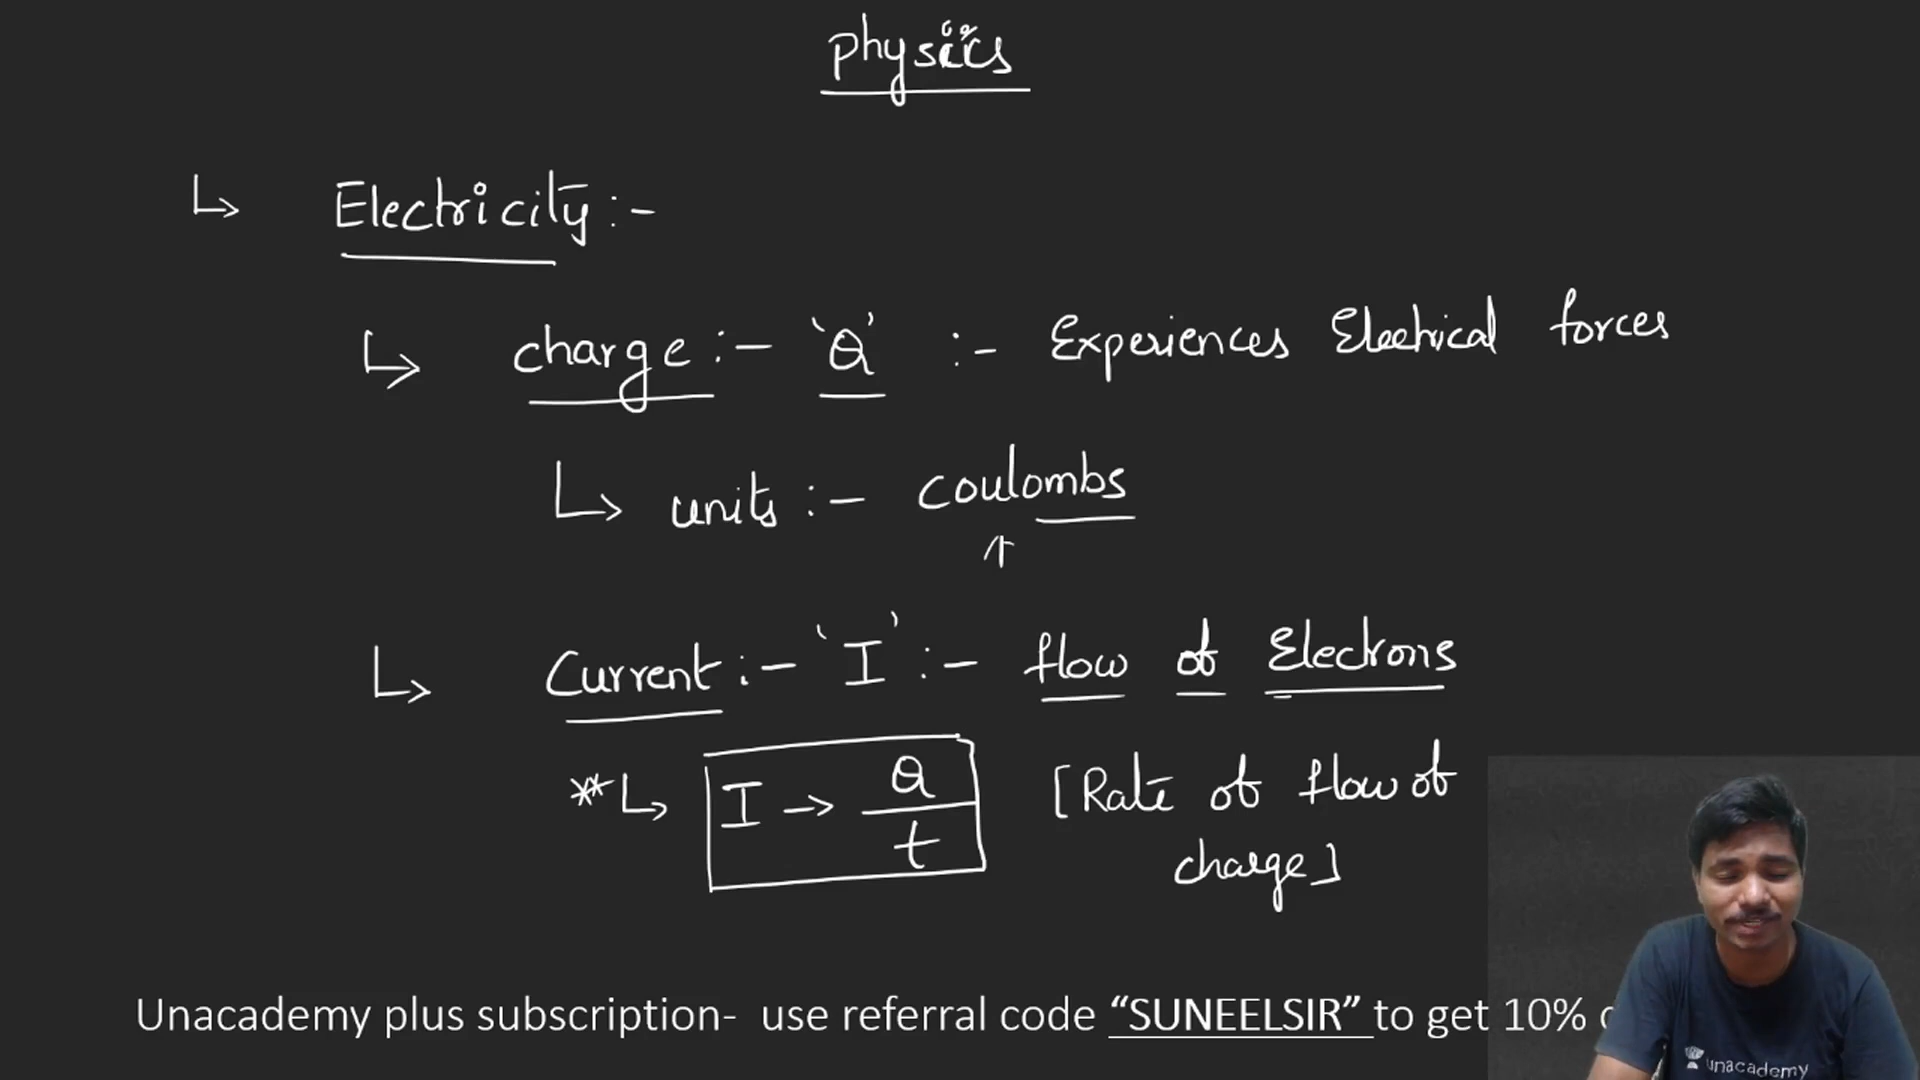 Physics
↳ Electricity :-
↳ charge :- 'Q' :- Experiences Electrical forces
↳ units :- coulombs
↑
↳ Current :- 'I' :- flow of Electrons
**↳ I → Q/t [Rate of flow of
charge]
Unacademy plus subscription- use referral code “SUNEELSIR” to get 10%
unacademy